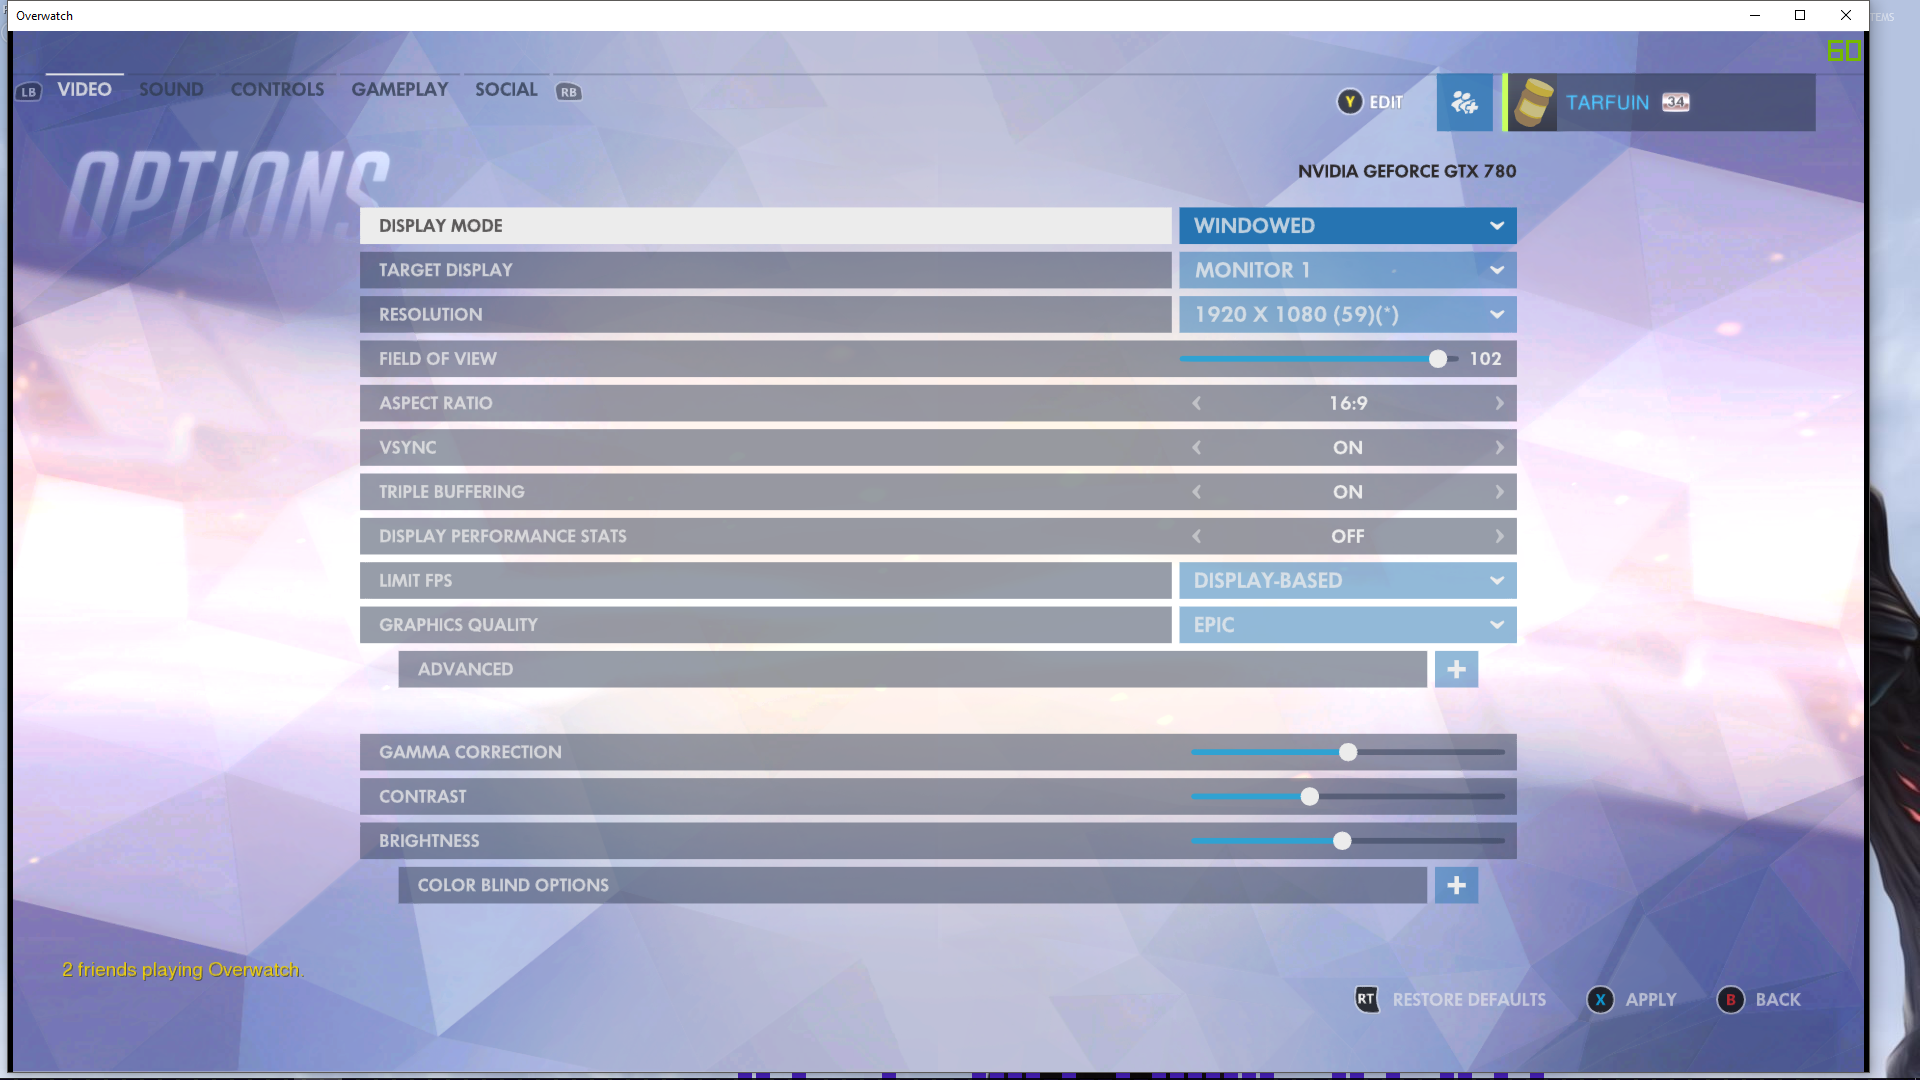 Overwatch
TEMS
60
LB VIDEO SOUND CONTROLS GAMEPLAY SOCIAL RB
Y EDIT
TARFUIN 34
OPTIONS
NVIDIA GEFORCE GTX 780
DISPLAY MODE WINDOWED
TARGET DISPLAY MONITOR 1
RESOLUTION 1920 X 1080 (59)(*)
FIELD OF VIEW 102
ASPECT RATIO 16:9
VSYNC ON
TRIPLE BUFFERING ON
DISPLAY PERFORMANCE STATS OFF
LIMIT FPS DISPLAY-BASED
GRAPHICS QUALITY EPIC
ADVANCED +
GAMMA CORRECTION
CONTRAST
BRIGHTNESS
COLOR BLIND OPTIONS +
2 friends playing Overwatch.
RT RESTORE DEFAULTS X APPLY B BACK